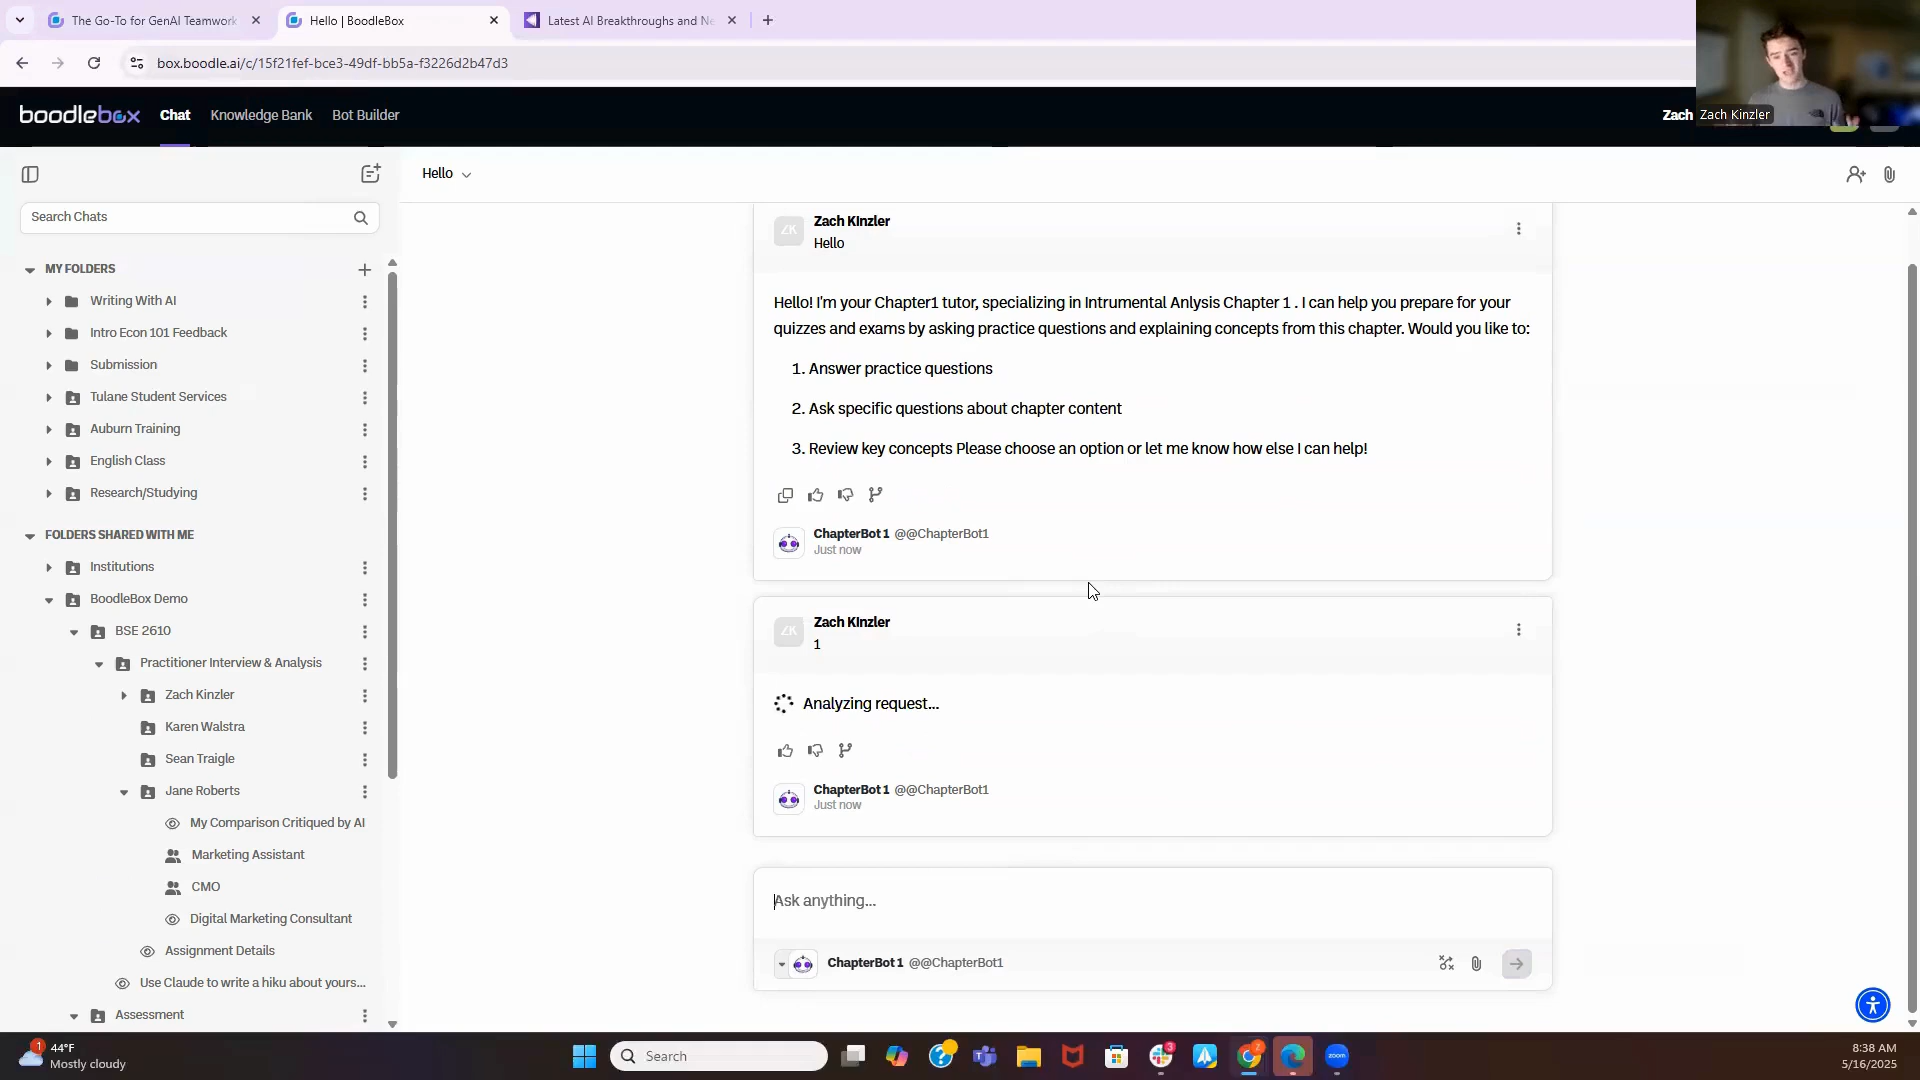 The Go-To for GenAI Teamwork
Hello | BoodleBox
Latest AI Breakthroughs and Ne
box.boodle.ai/c/15f21fef-bce3-49df-bb5a-f3226d2b47d3
boodlebox
Chat
Knowledge Bank
Bot Builder
Zach
Zach Kinzler
Hello
Search Chats
MY FOLDERS
Writing With AI
Intro Econ 101 Feedback
Submission
Tulane Student Services
Auburn Training
English Class
Research/Studying
FOLDERS SHARED WITH ME
Institutions
BoodleBox Demo
BSE 2610
Practitioner Interview & Analysis
Zach Kinzler
Karen Walstra
Sean Traigle
Jane Roberts
My Comparison Critiqued by AI
Marketing Assistant
CMO
Digital Marketing Consultant
Assignment Details
Use Claude to write a hiku about yours...
Assessment
ZK
Zach Kinzler
Hello
Hello! I'm your Chapter1 tutor, specializing in Intrumental Anlysis Chapter 1 . I can help you prepare for your
quizzes and exams by asking practice questions and explaining concepts from this chapter. Would you like to:
1. Answer practice questions
2. Ask specific questions about chapter content
3. Review key concepts Please choose an option or let me know how else I can help!
ChapterBot 1 @@ChapterBot1
Just now
ZK
Zach Kinzler
1
Analyzing request...
ChapterBot 1 @@ChapterBot1
Just now
Ask anything...
ChapterBot 1 @@ChapterBot1
1
44°F
Mostly cloudy
Search
3
2
zoom
8:38 AM
5/16/2025